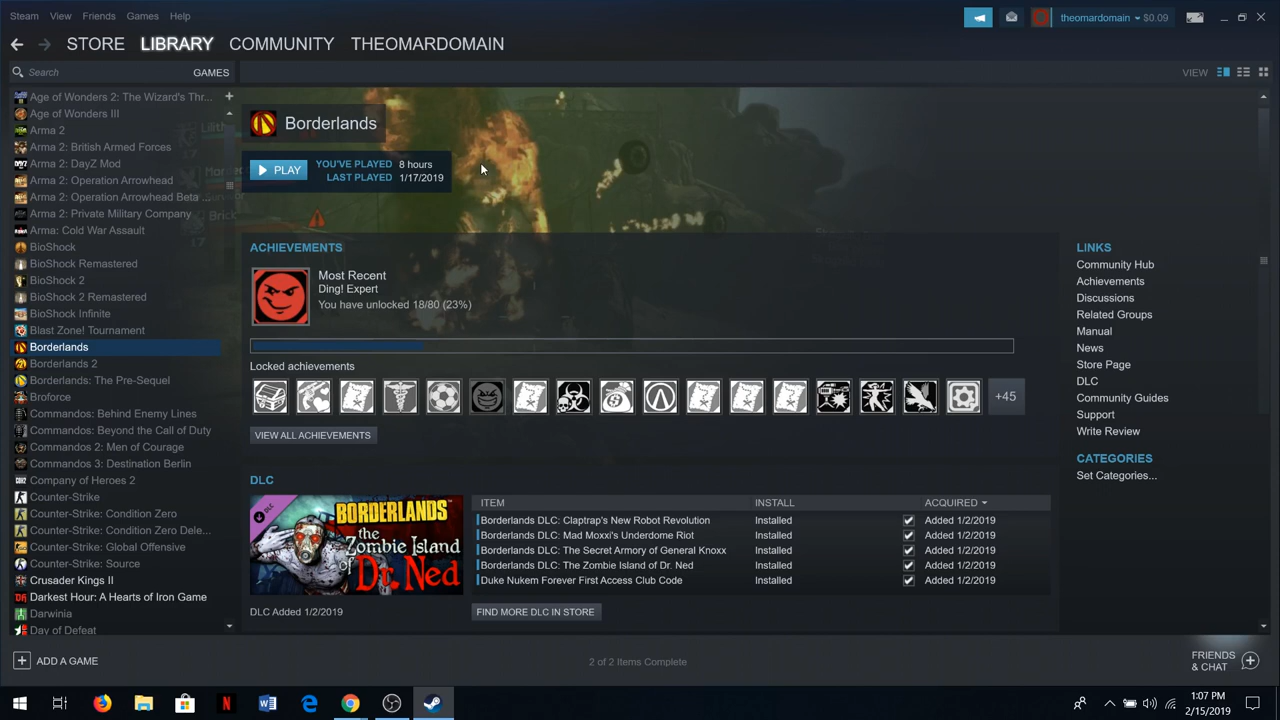 Steam View Friends Games Help
theomardomain $0.09
STORE LIBRARY COMMUNITY THEOMARDOMAIN
Search GAMES
VIEW
Age of Wonders 2: The Wizard's Thr...
Age of Wonders III
Arma 2
Arma 2: British Armed Forces
Arma 2: DayZ Mod
Arma 2: Operation Arrowhead
Arma 2: Operation Arrowhead Beta ...
Arma 2: Private Military Company
Arma: Cold War Assault
BioShock
BioShock Remastered
BioShock 2
BioShock 2 Remastered
BioShock Infinite
Blast Zone! Tournament
Borderlands
Borderlands 2
Borderlands: The Pre-Sequel
Broforce
Commandos: Behind Enemy Lines
Commandos: Beyond the Call of Duty
Commandos 2: Men of Courage
Commandos 3: Destination Berlin
Company of Heroes 2
Counter-Strike
Counter-Strike: Condition Zero
Counter-Strike: Condition Zero Dele...
Counter-Strike: Global Offensive
Counter-Strike: Source
Crusader Kings II
Darkest Hour: A Hearts of Iron Game
Darwinia
Day of Defeat
Borderlands
PLAY
YOU'VE PLAYED 8 hours
LAST PLAYED 1/17/2019
Lilith
Brick
ACHIEVEMENTS
Most Recent
Ding! Expert
You have unlocked 18/80 (23%)
Locked achievements
+45
VIEW ALL ACHIEVEMENTS
DLC
DLC
BORDERLANDS
the
Zombie Island
of Dr. Ned
DLC Added 1/2/2019
ITEM INSTALL ACQUIRED
Borderlands DLC: Claptrap's New Robot Revolution Installed Added 1/2/2019
Borderlands DLC: Mad Moxxi's Underdome Riot Installed Added 1/2/2019
Borderlands DLC: The Secret Armory of General Knoxx Installed Added 1/2/2019
Borderlands DLC: The Zombie Island of Dr. Ned Installed Added 1/2/2019
Duke Nukem Forever First Access Club Code Installed Added 1/2/2019
FIND MORE DLC IN STORE
LINKS
Community Hub
Achievements
Discussions
Related Groups
Manual
News
Store Page
DLC
Community Guides
Support
Write Review
CATEGORIES
Set Categories...
ADD A GAME
2 of 2 Items Complete
FRIENDS
& CHAT
1:07 PM
2/15/2019